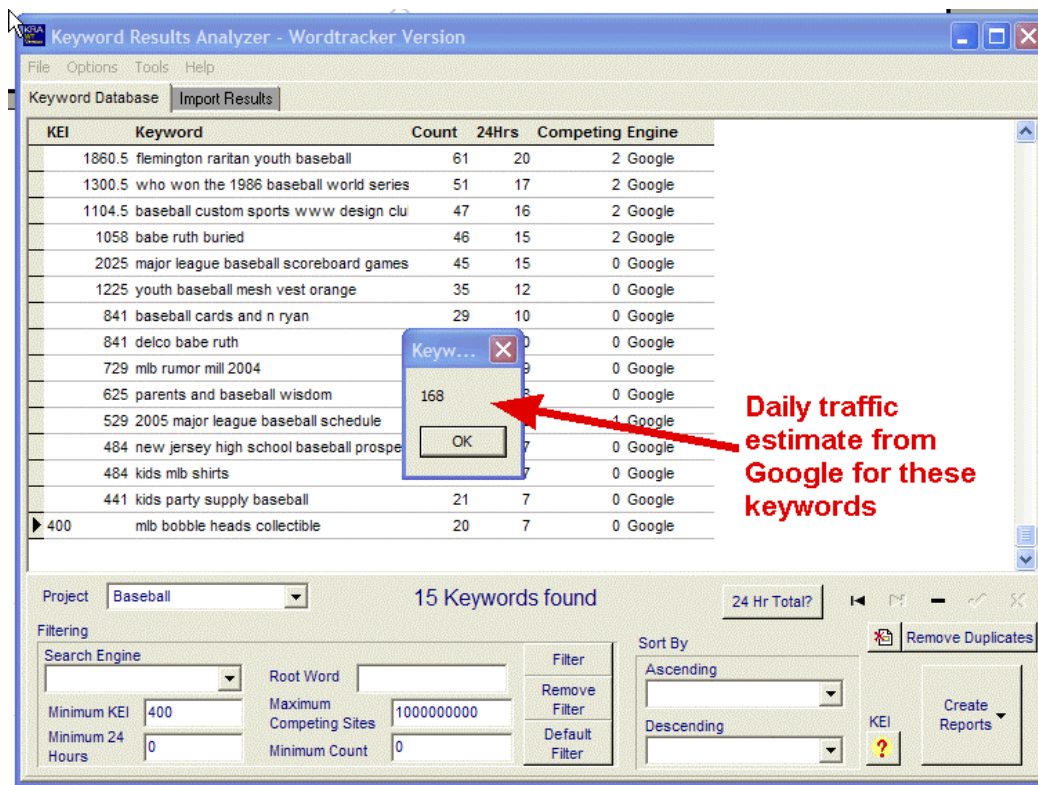 Keyword Results Analyzer - Wordtracker Version
File Options Tools Help
Keyword Database Import Results
KEI Keyword Count 24Hrs Competing Engine
1860.5 flemington raritan youth baseball 61 20 2 Google
1300.5 who won the 1986 baseball world series 51 17 2 Google
1104.5 baseball custom sports www design clu 47 16 2 Google
1058 babe ruth buried 46 15 2 Google
2025 major league baseball scoreboard games 45 15 0 Google
1225 youth baseball mesh vest orange 35 12 0 Google
841 baseball cards and n ryan 29 10 0 Google
841 delco babe ruth 0 Google
729 mlb rumor mill 2004 9 0 Google
625 parents and baseball wisdom 0 Google
529 2005 major league baseball schedule Google
484 new jersey high school baseball prospe 7 0 Google
484 kids mlb shirts 7 0 Google
441 kids party supply baseball 21 7 0 Google
400 mlb bobble heads collectible 20 7 0 Google
Keyw...
168
OK
Daily traffic
estimate from
Google for these
keywords
Project Baseball 15 Keywords found 24 Hr Total?
Remove Duplicates
Filtering
Search Engine
Minimum KEI 400
Minimum 24
Hours 0
Root Word
Maximum
Competing Sites 1000000000
Minimum Count 0
Filter
Remove
Filter
Default
Filter
Sort By
Ascending
Descending
KEI
?
Create
Reports